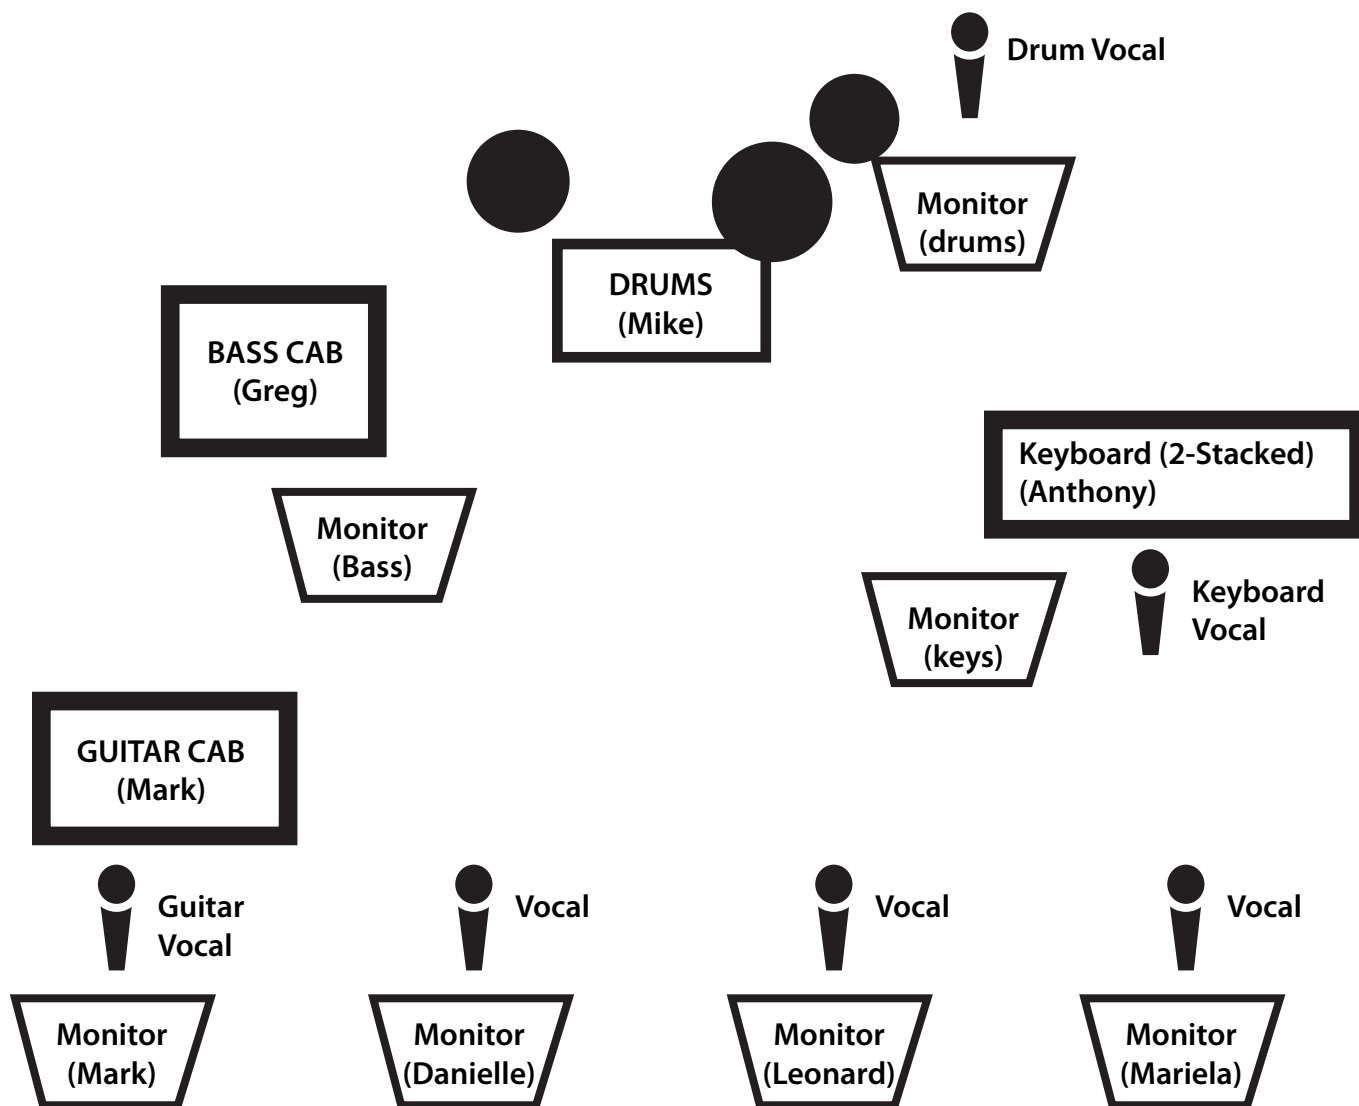 Drum Vocal
Monitor
(drums)
DRUMS
(Mike)
BASS CAB
(Greg)
Keyboard (2-Stacked)
(Anthony)
Monitor
(Bass)
Monitor
(keys)
Keyboard
Vocal
GUITAR CAB
(Mark)
Guitar
Vocal
Vocal
Vocal
Vocal
Monitor
(Mark)
Monitor
(Danielle)
Monitor
(Leonard)
Monitor
(Mariela)